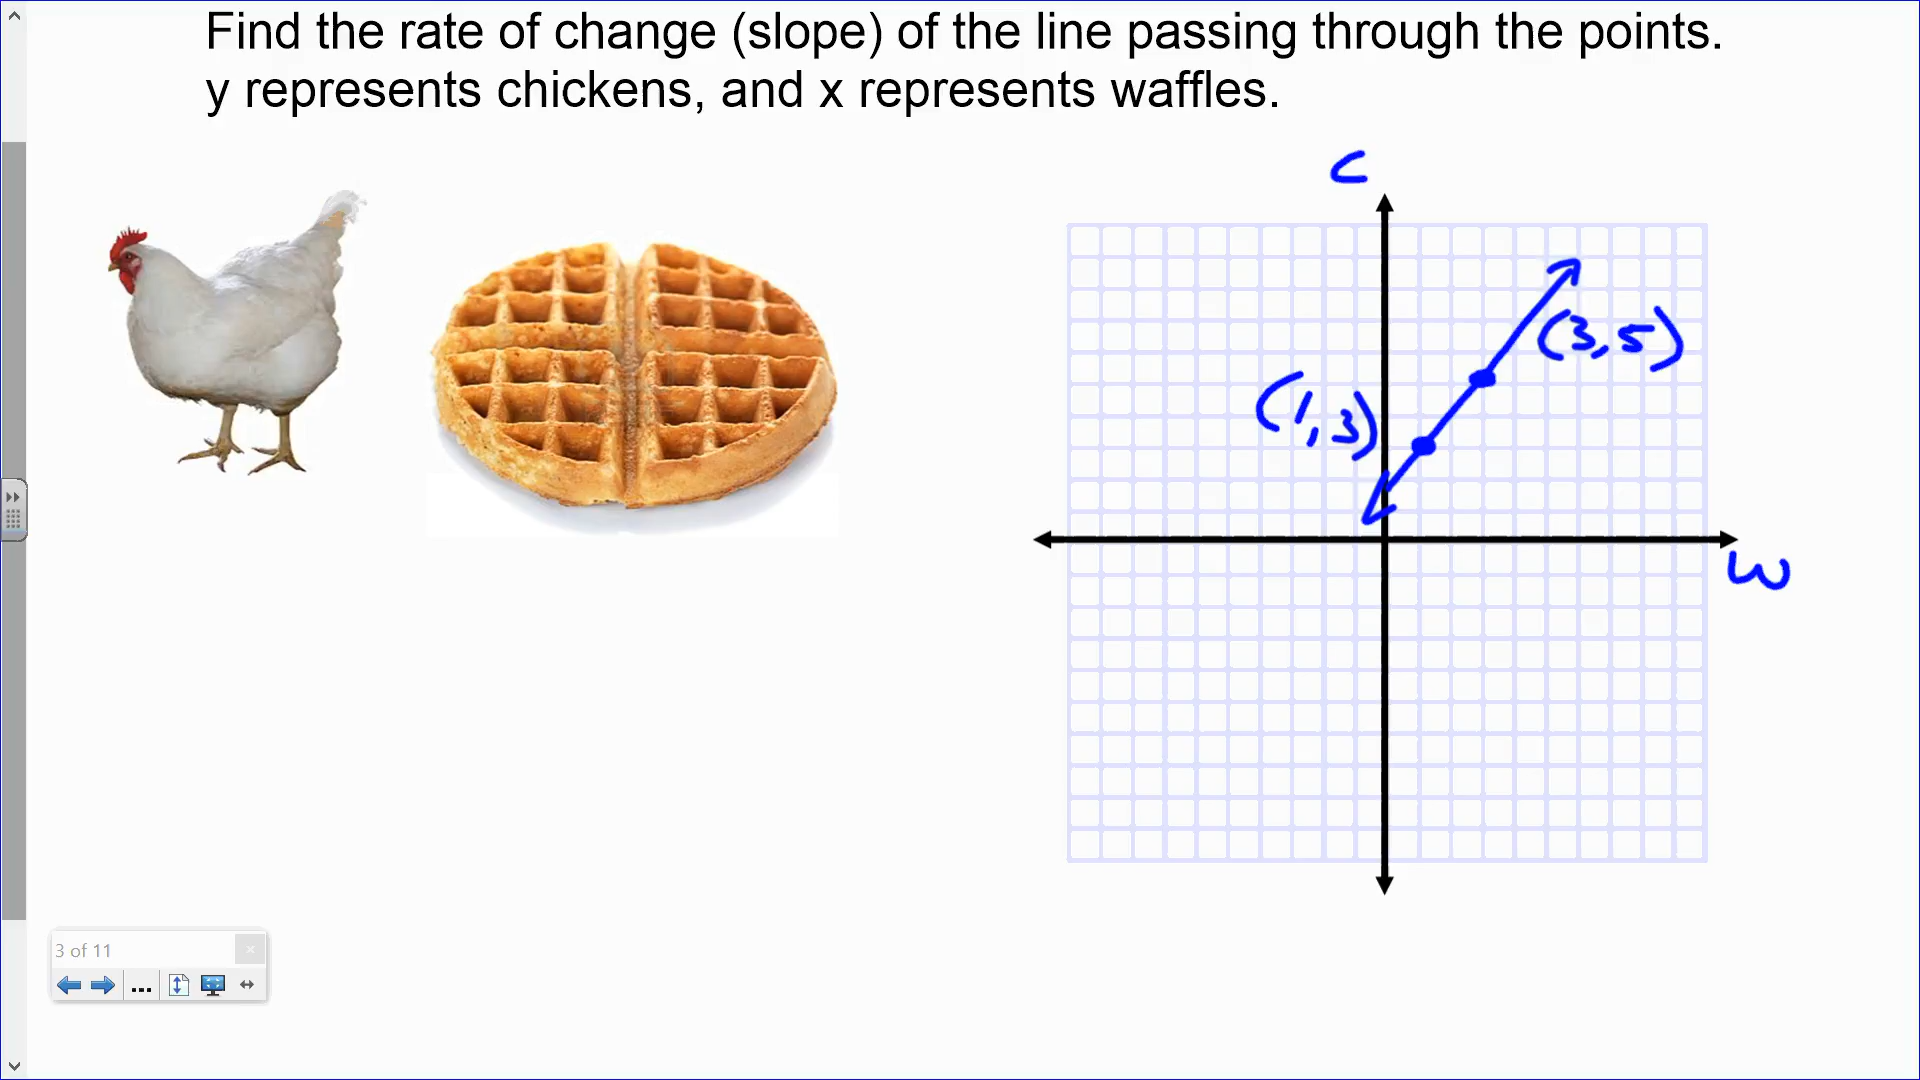 Find the rate of change (slope) of the line passing through the points.
y represents chickens, and x represents waffles.
C
(3,5)
(1,3)
W
3 of 11